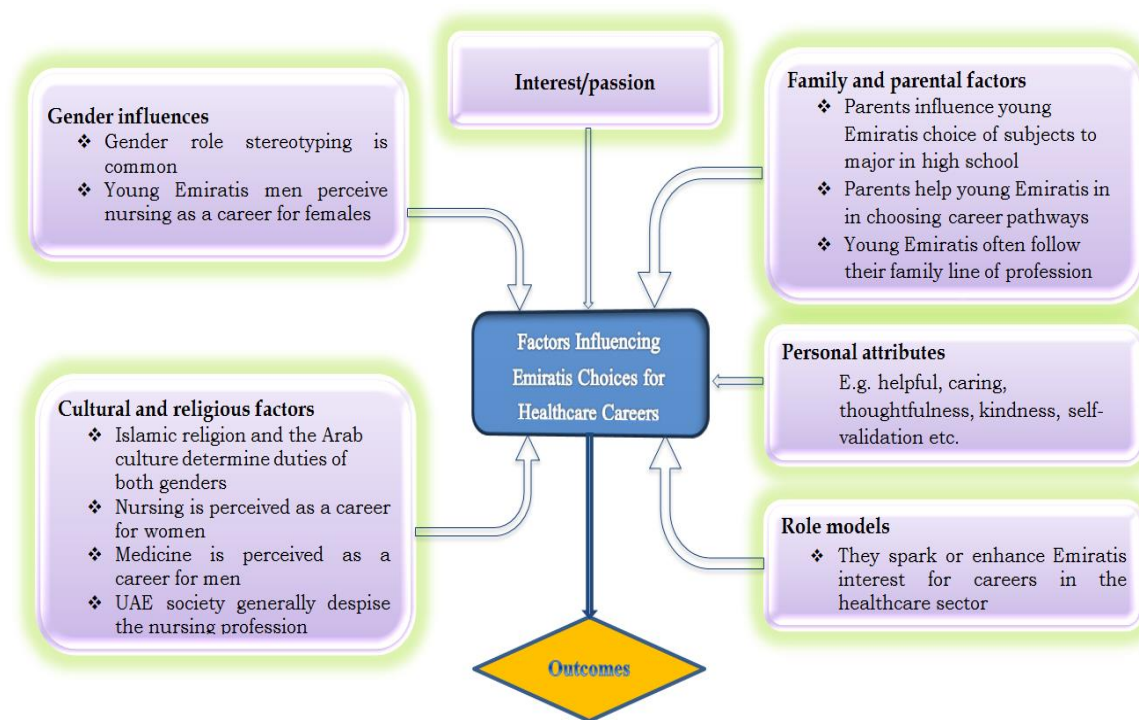 Interest/passion
Gender influences
❖ Gender role stereotyping is
common
❖ Young Emiratis men perceive
nursing as a career for females
Family and parental factors
❖ Parents influence young
Emiratis choice of subjects to
major in high school
❖ Parents help young Emiratis in
in choosing career pathways
❖ Young Emiratis often follow
their family line of profession
Factors Influencing
Emiratis Choices for
Healthcare Careers
Personal attributes
E.g. helpful, caring,
thoughtfulness, kindness, self-
validation etc.
Cultural and religious factors
❖ Islamic religion and the Arab
culture determine duties of
both genders
❖ Nursing is perceived as a career
for women
❖ Medicine is perceived as a
career for men
❖ UAE society generally despise
the nursing profession
Role models
❖ They spark or enhance Emiratis
interest for careers in the
healthcare sector
Outcomes